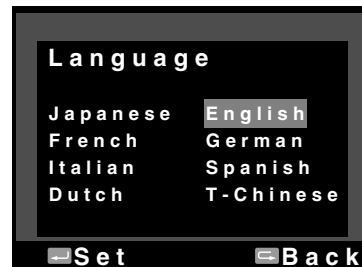 Language
Japanese English
French German
Italian Spanish
Dutch T-Chinese
Set Back